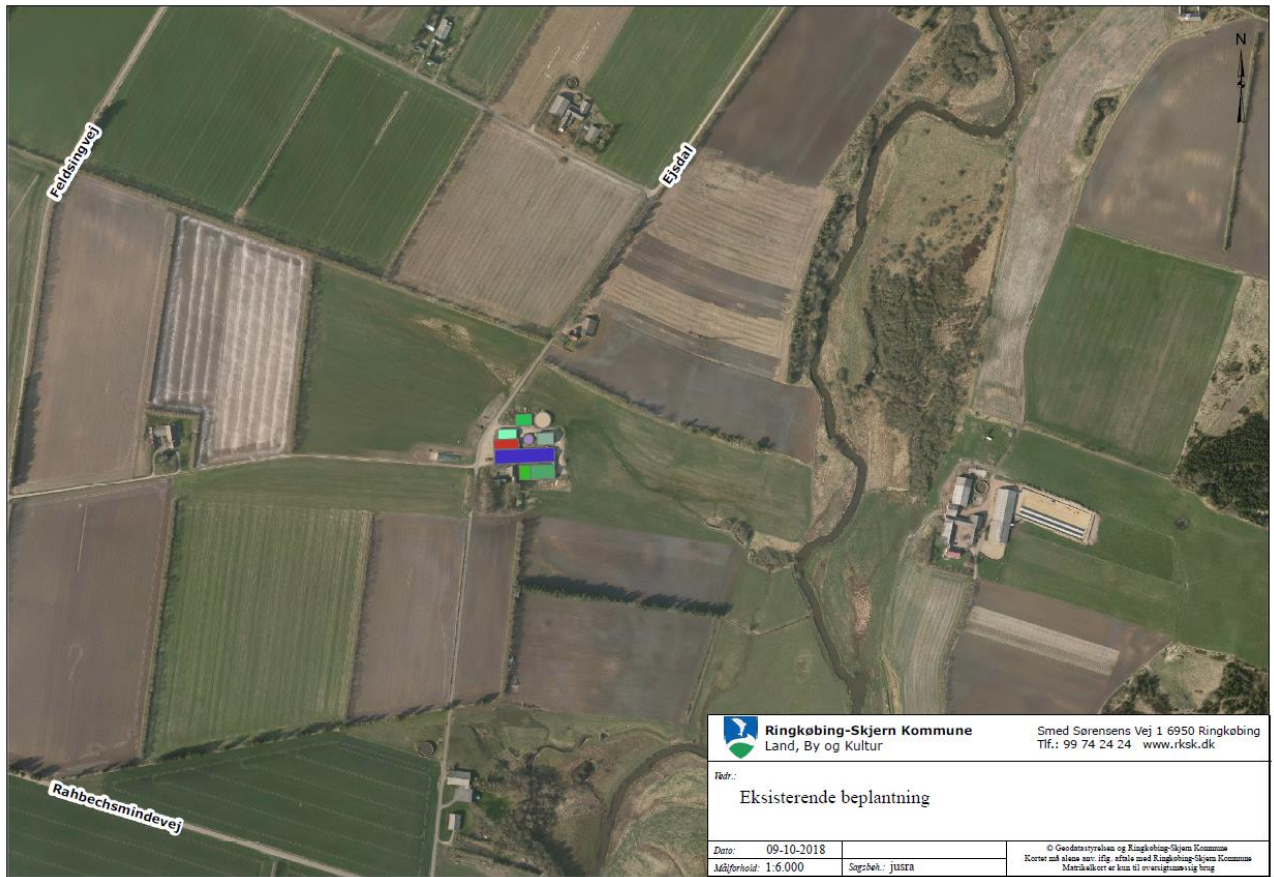 N
Feldsingvej
Ejsdal
Rahbechsmindevej
Ringkøbing-Skjern Kommune
Land, By og Kultur
Smed Sørensens Vej 1 6950 Ringkøbing
Tlf.: 99 74 24 24 www.rksk.dk
Vedr.:
Eksisterende beplantning
Dato: 09-10-2018
Målforhold: 1:6.000
Sagsbeh.: jusra
© Geodatastyrelsen og Ringkøbing-Skjern Kommune
Kortet må alene anv. iflg. aftale med Ringkøbing-Skjern Kommune
Matrikelkort er kun til oversigtsmæssig brug